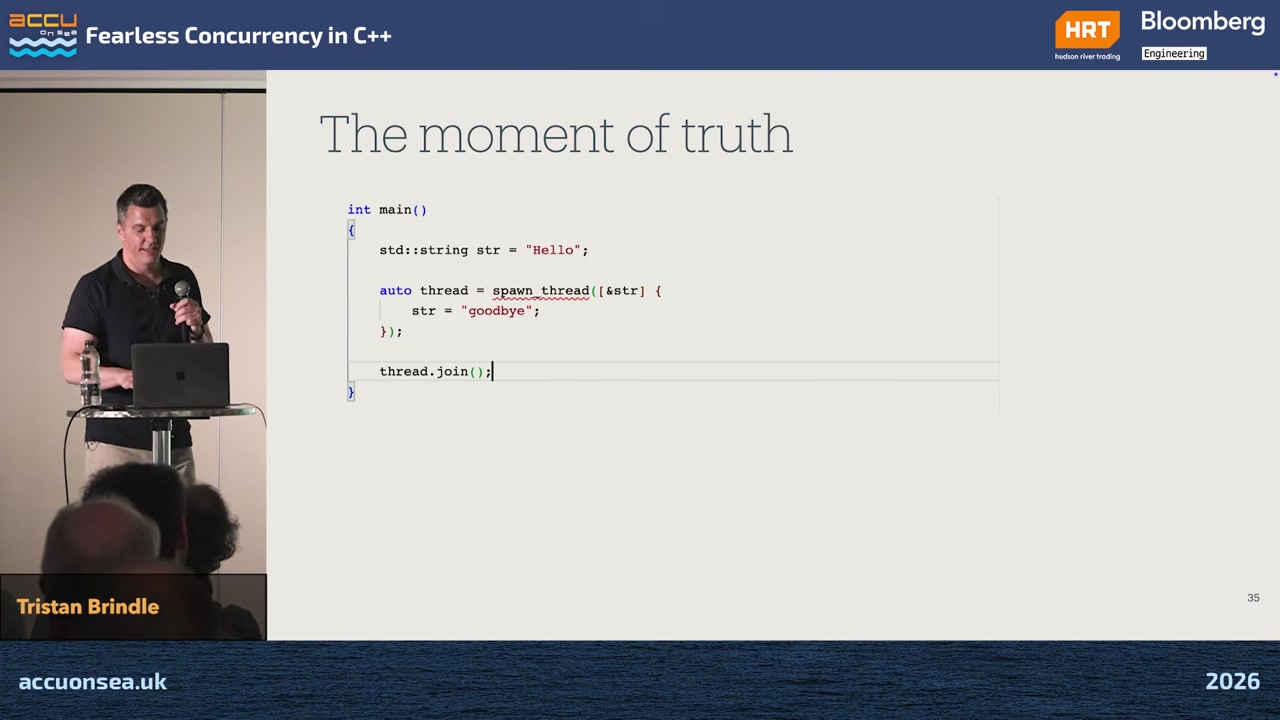 accu
on sea
Fearless Concurrency in C++
HRT
hudson river trading
Bloomberg
Engineering
The moment of truth
int main()
{
    std::string str = "Hello";
    auto thread = spawn_thread([&str] {
        str = "goodbye";
    });
    thread.join();
}
35
Tristan Brindle
accuonsea.uk
2026